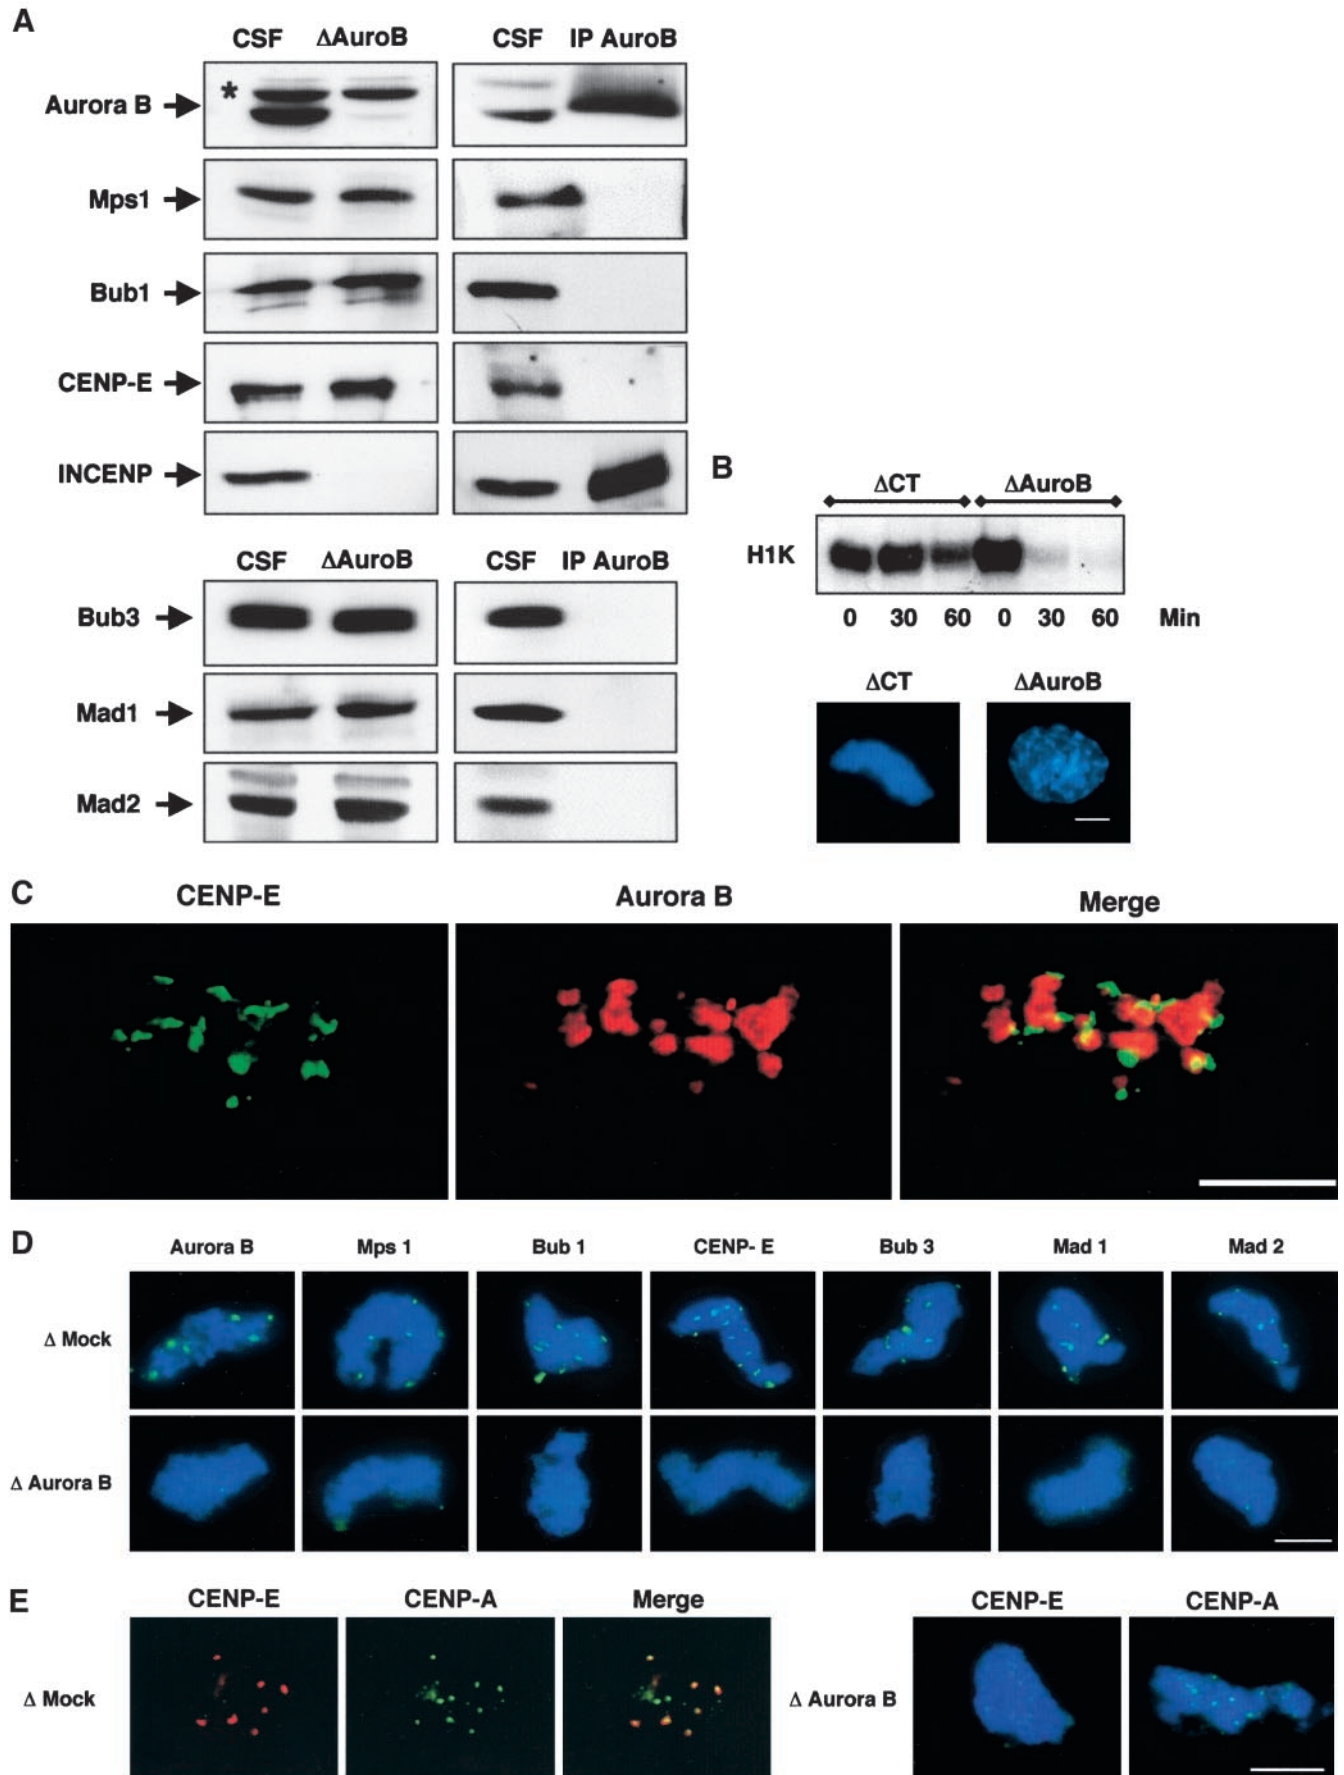 A
CSF ΔAuroB CSF IP AuroB
*
Aurora B
Mps1
Bub1
CENP-E
INCENP
CSF ΔAuroB CSF IP AuroB
Bub3
Mad1
Mad2
B
ΔCT ΔAuroB
H1K
0 30 60 0 30 60 Min
ΔCT ΔAuroB
C
CENP-E Aurora B Merge
D
Aurora B Mps 1 Bub 1 CENP- E Bub 3 Mad 1 Mad 2
Δ Mock
Δ Aurora B
E
CENP-E CENP-A Merge CENP-E CENP-A
Δ Mock Δ Aurora B